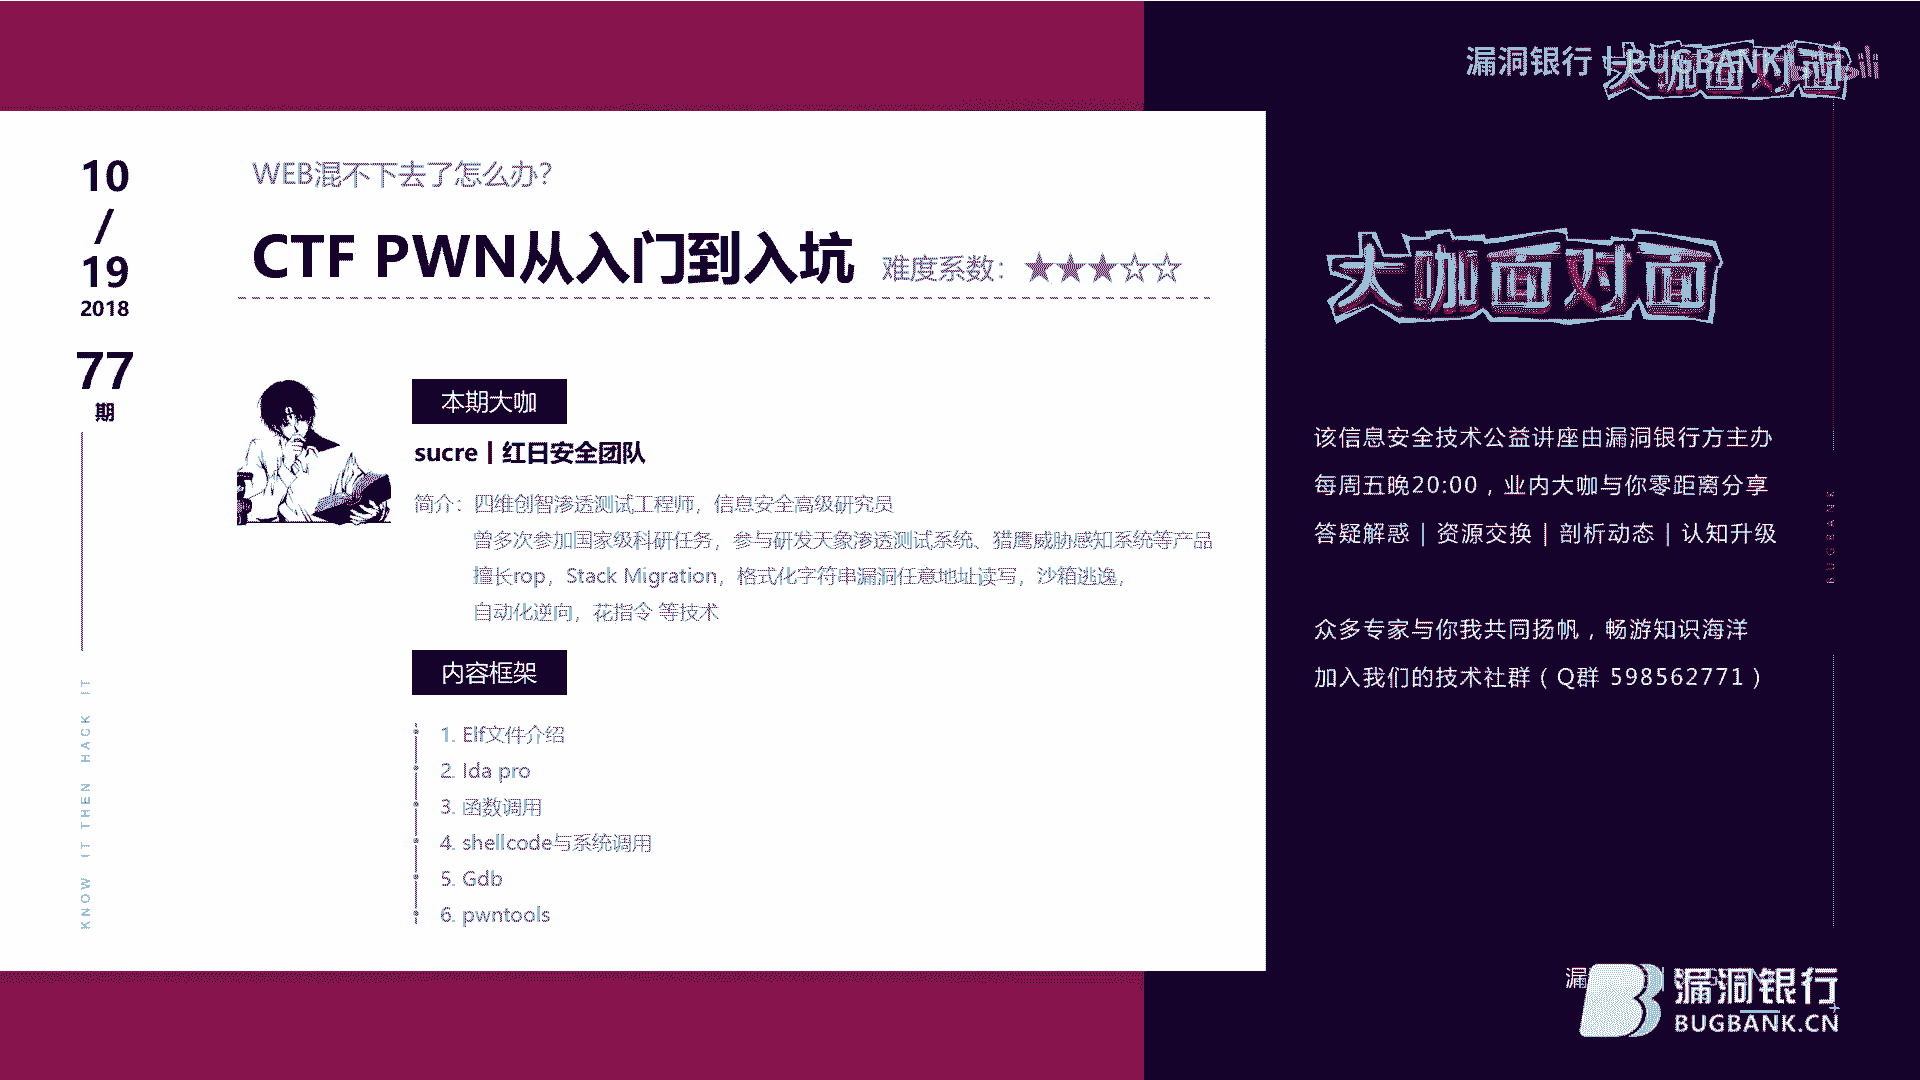 漏洞银行 | BUGBANK
大咖面对面
10
/
19
2018
77
期
KNOW IT THEN HACK IT
WEB混不下去了怎么办?
CTF PWN从入门到入坑 难度系数：★★★☆☆
本期大咖
sucre丨红日安全团队
简介：四维创智渗透测试工程师，信息安全高级研究员
曾多次参加国家级科研任务，参与研发天象渗透测试系统、猎鹰威胁感知系统等产品
擅长rop，Stack Migration，格式化字符串漏洞任意地址读写，沙箱逃逸，
自动化逆向，花指令 等技术
内容框架
1. Elf文件介绍
2. Ida pro
3. 函数调用
4. shellcode与系统调用
5. Gdb
6. pwntools
大咖面对面
该信息安全技术公益讲座由漏洞银行方主办
每周五晚20:00，业内大咖与你零距离分享
答疑解惑 | 资源交换 | 剖析动态 | 认知升级
众多专家与你我共同扬帆，畅游知识海洋
加入我们的技术社群（Q群 598562771）
BUGBANK
漏洞银行
BUGBANK.CN